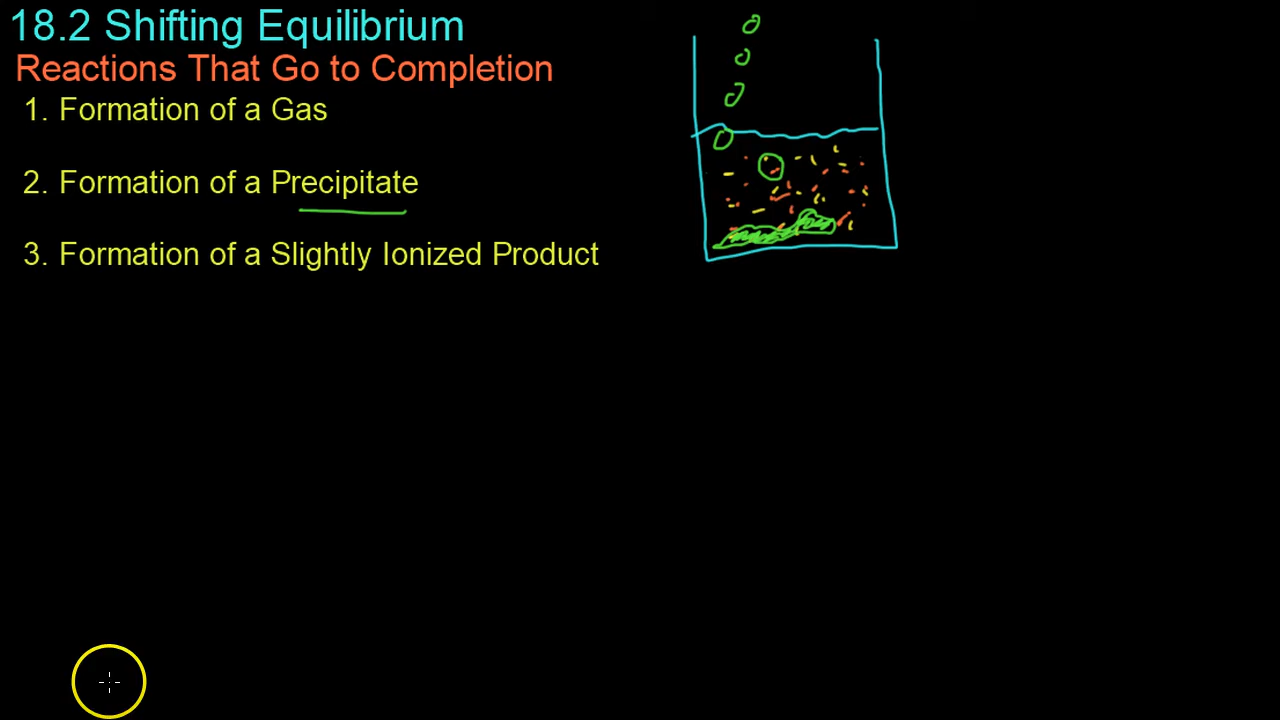 18.2 Shifting Equilibrium
Reactions That Go to Completion
1. Formation of a Gas
2. Formation of a Precipitate
3. Formation of a Slightly Ionized Product